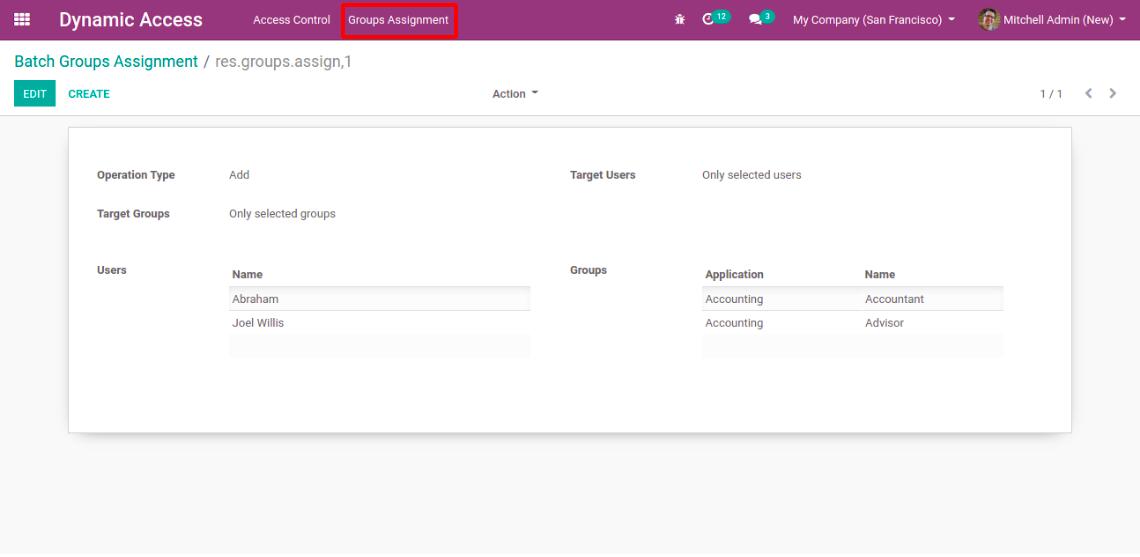 Dynamic Access Access Control Groups Assignment 12 3 My Company (San Francisco) Mitchell Admin (New)
Batch Groups Assignment / res.groups.assign,1
EDIT CREATE Action 1 / 1
Operation Type Add Target Users Only selected users
Target Groups Only selected groups
Users Groups
Name Application Name
Abraham Accounting Accountant
Joel Willis Accounting Advisor